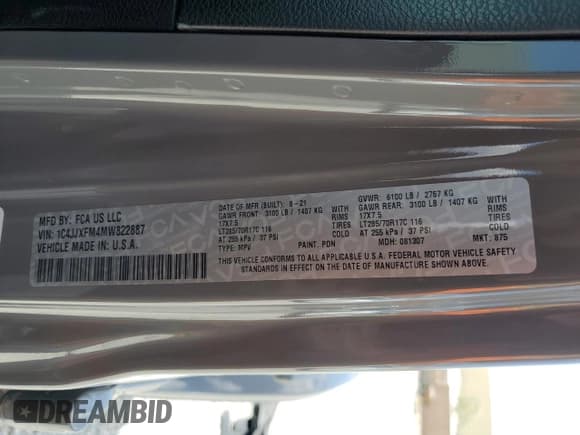 MFD BY: FCA US LLC
VIN: 1C4JJXFM4MW822887
VEHICLE MADE IN U.S.A.
DATE OF MFR (BUILT): 8-21
GAWR FRONT: 3100 LB / 1407 KG WITH
17X7.5 RIMS
LT285/70R17C 116 TIRES
AT 255 kPa / 37 PSI COLD
TYPE: MPV PAINT: PDN
GVWR: 6100 LB / 2767 KG
GAWR REAR: 3100 LB / 1407 KG WITH
17X7.5 RIMS
LT285/70R17C 116 TIRES
AT 255 kPa / 37 PSI COLD
MDH: 081307 MKT: 875
THIS VEHICLE CONFORMS TO ALL APPLICABLE U.S.A. FEDERAL MOTOR VEHICLE SAFETY
STANDARDS IN EFFECT ON THE DATE OF MANUFACTURE SHOWN ABOVE.
DREAMBID